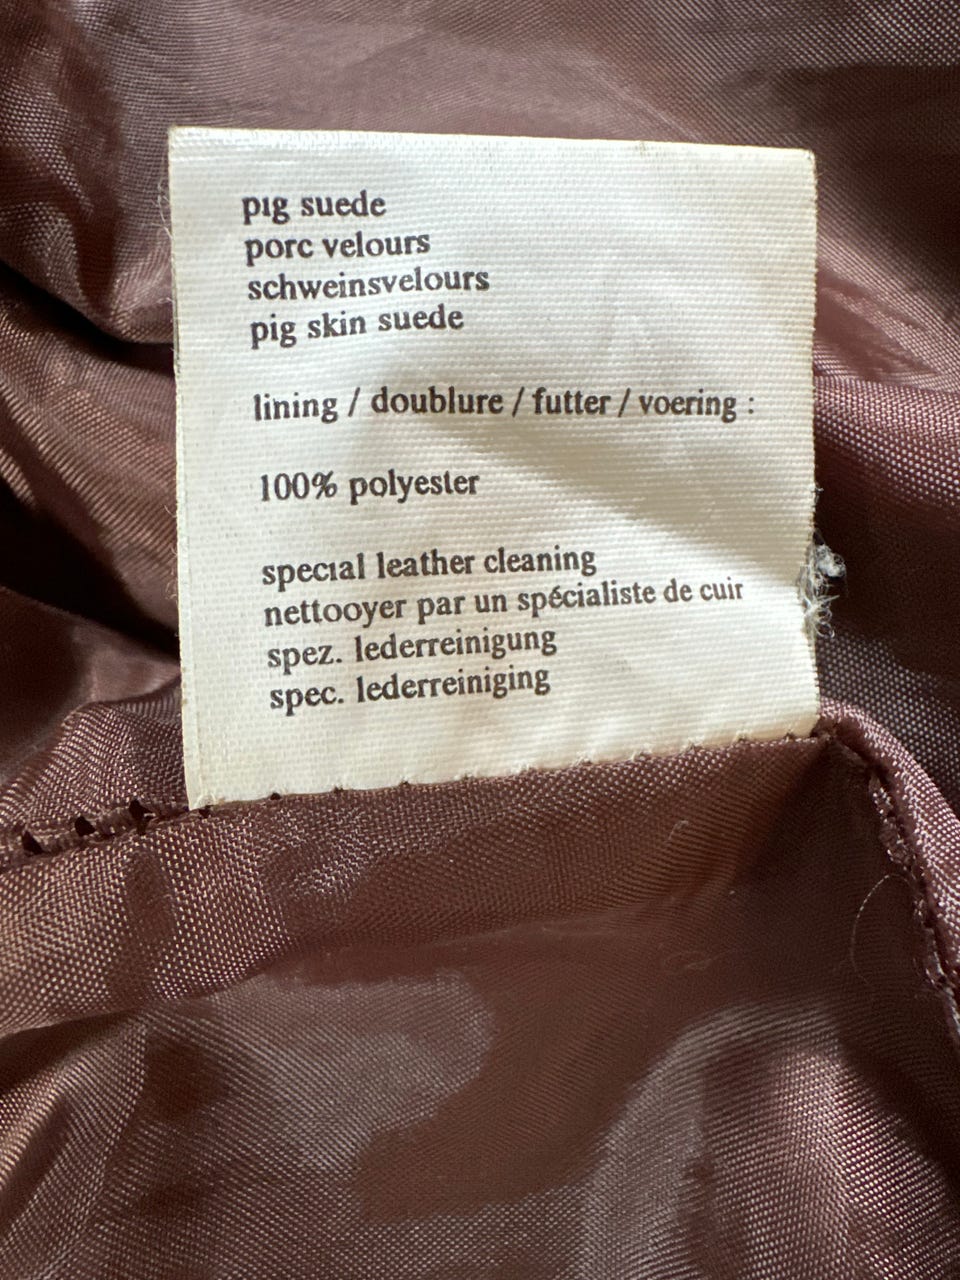 pig suede
porc velours
schweinsvelours
pig skin suede
lining / doublure / futter / voering :
100% polyester
special leather cleaning
nettooyer par un spécialiste de cuir
spez. lederreinigung
spec. lederreiniging